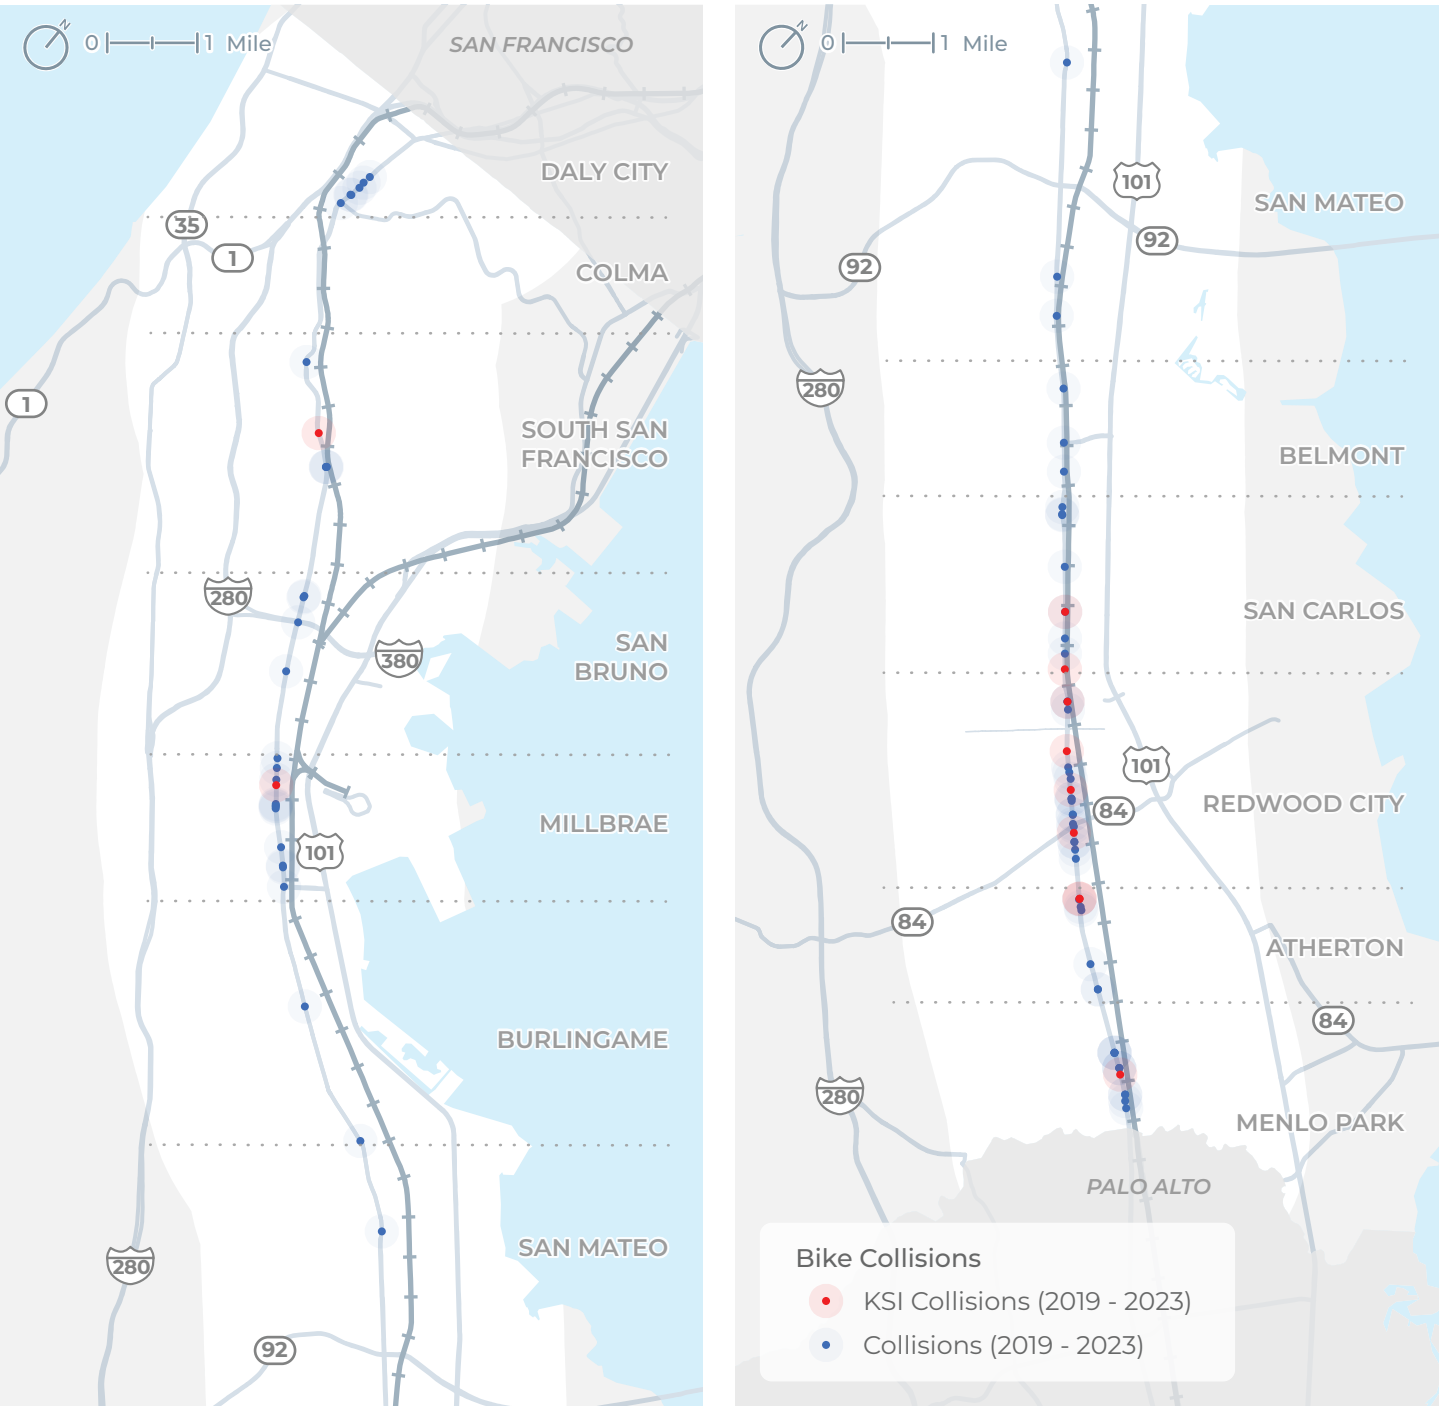 N
0
1 Mile
SAN FRANCISCO
DALY CITY
35
1
COLMA
1
SOUTH SAN
FRANCISCO
280
SAN
BRUNO
380
MILLBRAE
101
BURLINGAME
SAN MATEO
280
92
N
0
1 Mile
101
SAN MATEO
92
92
280
BELMONT
SAN CARLOS
101
REDWOOD CITY
84
84
ATHERTON
84
280
MENLO PARK
PALO ALTO
Bike Collisions
KSI Collisions (2019 - 2023)
Collisions (2019 - 2023)